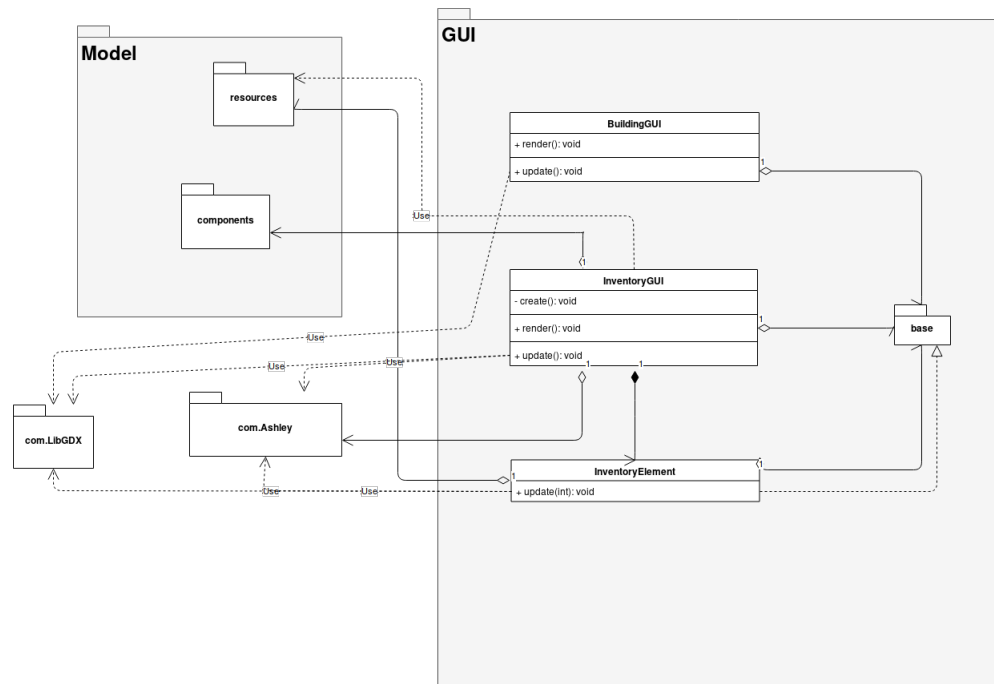 GUI
Model
resources
BuildingGUI
+ render(): void
1
+ update(): void
components
Use
1
InventoryGUI
- create(): void
1
+ render(): void
base
Use
+ update(): void
Use
Use
1
1
com.Ashley
com.LibGDX
1
InventoryElement
1
Use
Use
+ update(int): void